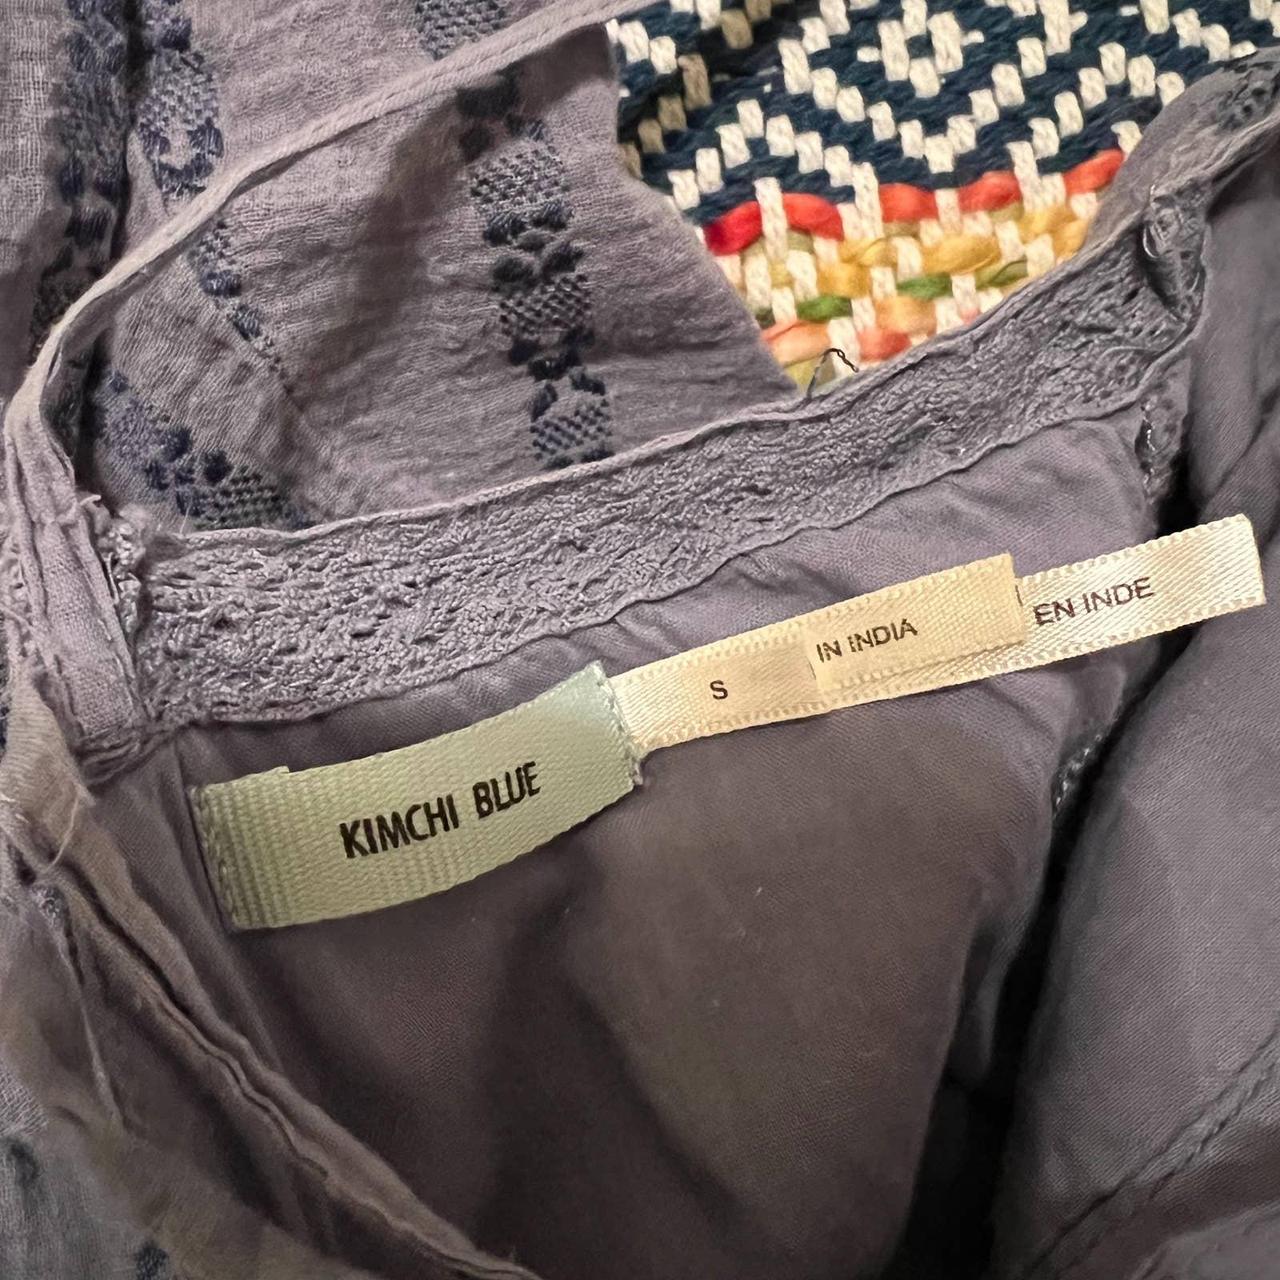 KIMCHI BLUE
S
IN INDIA
EN INDE